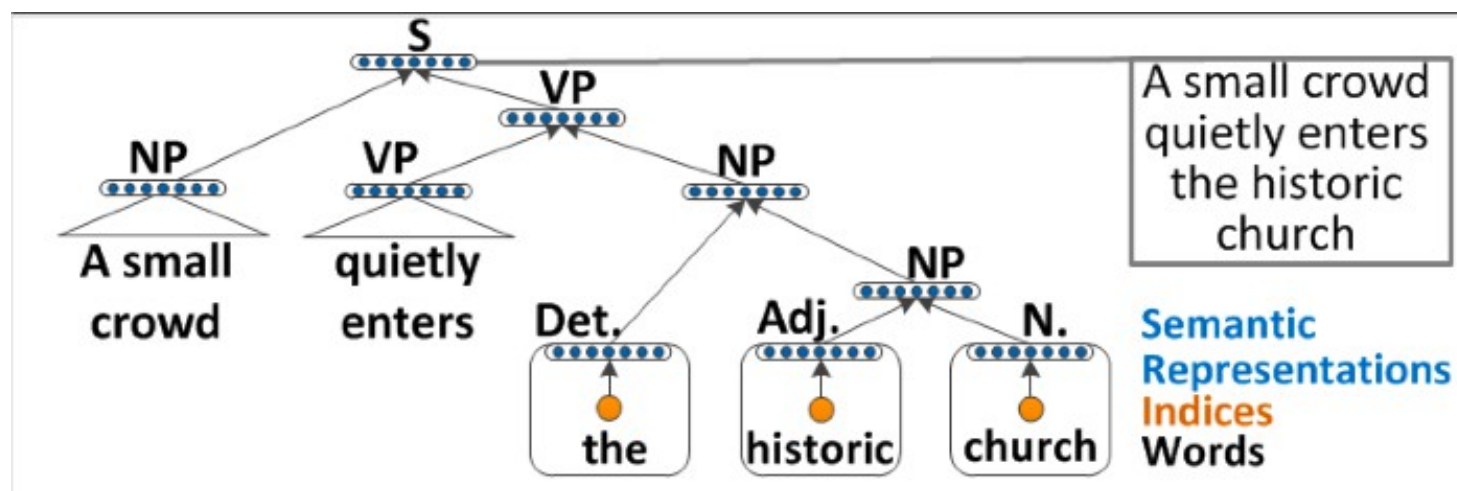 S
VP
NP
VP
NP
NP
A small
crowd
quietly
enters
Det.
Adj.
N.
the
historic
church
A small crowd
quietly enters
the historic
church
Semantic
Representations
Indices
Words